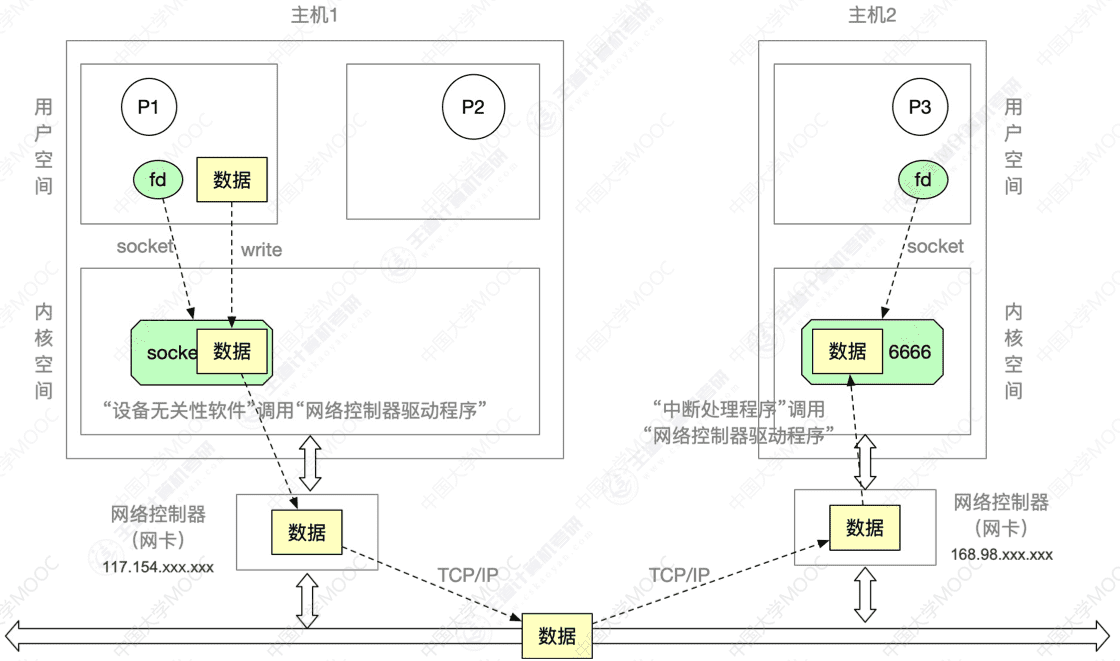 主机1
主机2
用户空间
P1
P2
P3
用户空间
fd
数据
fd
socket
write
socket
内核空间
socke
数据
数据
6666
内核空间
“设备无关性软件”调用“网络控制器驱动程序”
“中断处理程序”调用
“网络控制器驱动程序”
网络控制器
（网卡）
117.154.xxx.xxx
数据
数据
网络控制器
（网卡）
168.98.xxx.xxx
TCP/IP
TCP/IP
数据
中国大学MOOC
王道计算机考研